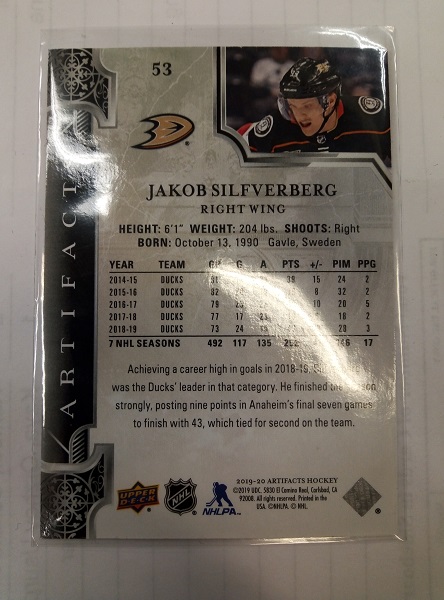 53
ARTIFACT
JAKOB SILFVERBERG
RIGHT WING
HEIGHT: 6'1" WEIGHT: 204 lbs. SHOOTS: Right
BORN: October 13, 1990 Gavle, Sweden
YEAR TEAM G A PTS +/- PIM PPG
2014-15 DUCKS 39 15 24 2
2015-16 DUCKS 82 8 32 2
2016-17 DUCKS 79 23 10 20 5
2017-18 DUCKS 77 17
2018-19 DUCKS 73 24 28 3
7 NHL SEASONS 492 117 135 17
Achieving a career high in goals in 2018-19,
was the Ducks' leader in that category. He finished the
strongly, posting nine points in Anaheim's final seven games
to finish with 43, which tied for second on the team.
2019-20 ARTIFACTS HOCKEY
©2019 UDC. 5830 El Camino Real, Carlsbad, CA
92008. All rights reserved. Printed in the
USA. ©NHLPA. © NHL.
UPPER DECK
NHL
NHLPA